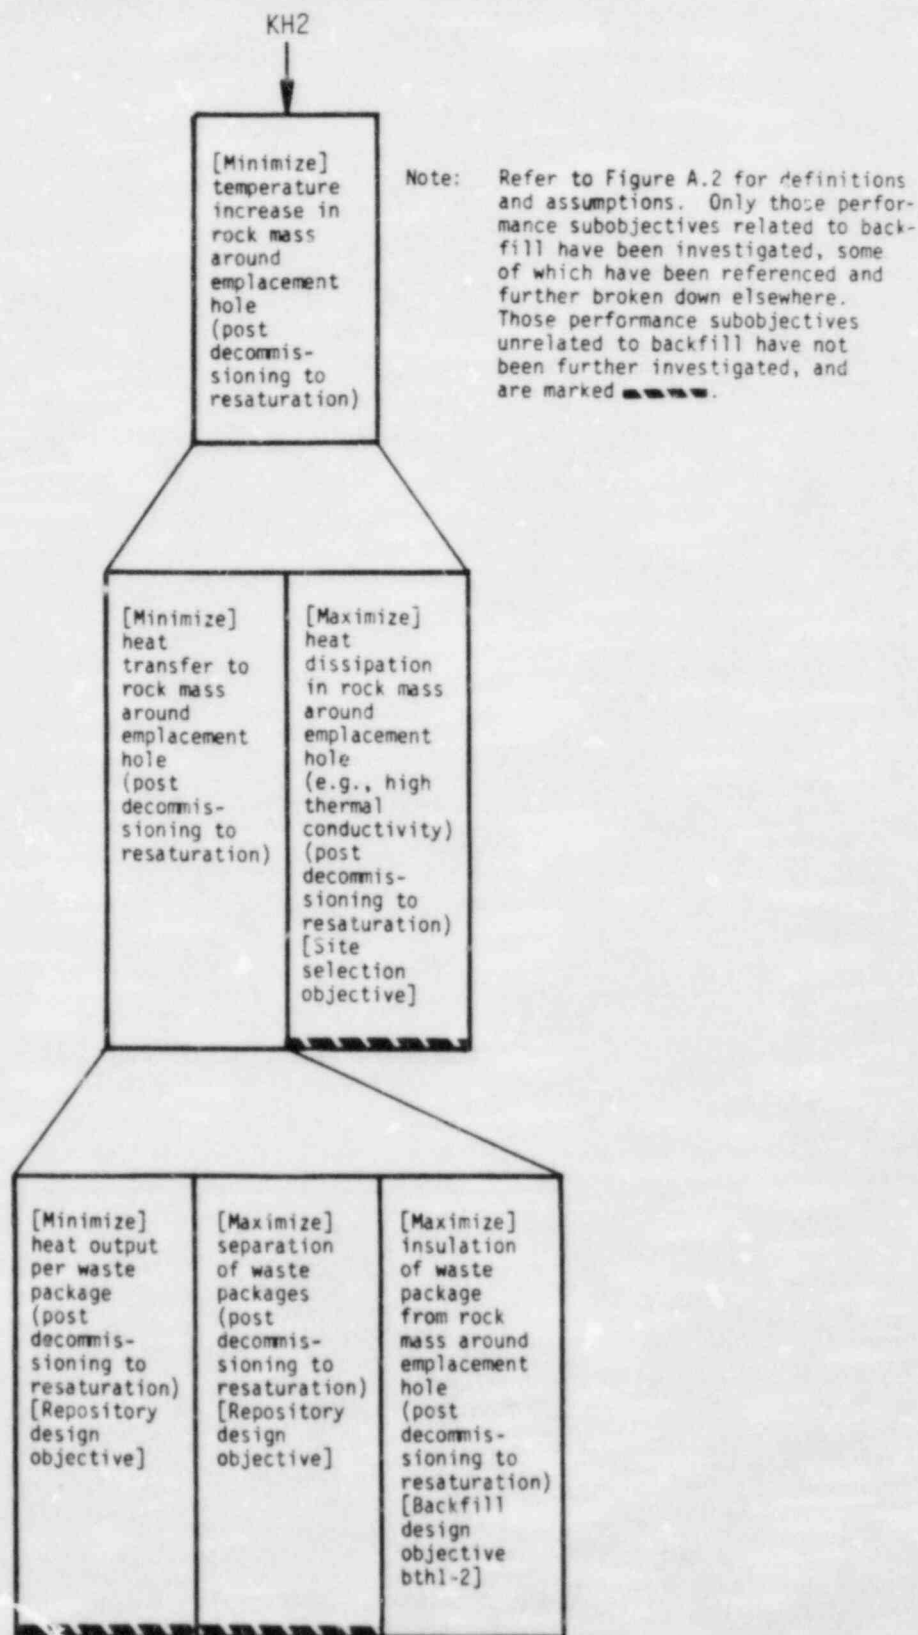 KH2
[Minimize]
temperature
increase in
rock mass
around
emplacement
hole
(post
decommis-
sioning to
resaturation)
Note: Refer to Figure A.2 for definitions
and assumptions. Only those perfor-
mance subobjectives related to back-
fill have been investigated, some
of which have been referenced and
further broken down elsewhere.
Those performance subobjectives
unrelated to backfill have not
been further investigated, and
are marked .
[Minimize]
heat
transfer to
rock mass
around
emplacement
hole
(post
decommis-
sioning to
resaturation)
[Maximize]
heat
dissipation
in rock mass
around
emplacement
hole
(e.g., high
thermal
conductivity)
(post
decommis-
sioning to
resaturation)
[Site
selection
objective]
[Minimize]
heat output
per waste
package
(post
decommis-
sioning to
resaturation)
[Repository
design
objective]
[Maximize]
separation
of waste
packages
(post
decommis-
sioning to
resaturation)
[Repository
design
objective]
[Maximize]
insulation
of waste
package
from rock
mass around
emplacement
hole
(post
decommis-
sioning to
resaturation)
[Backfill
design
objective
bth1-2]